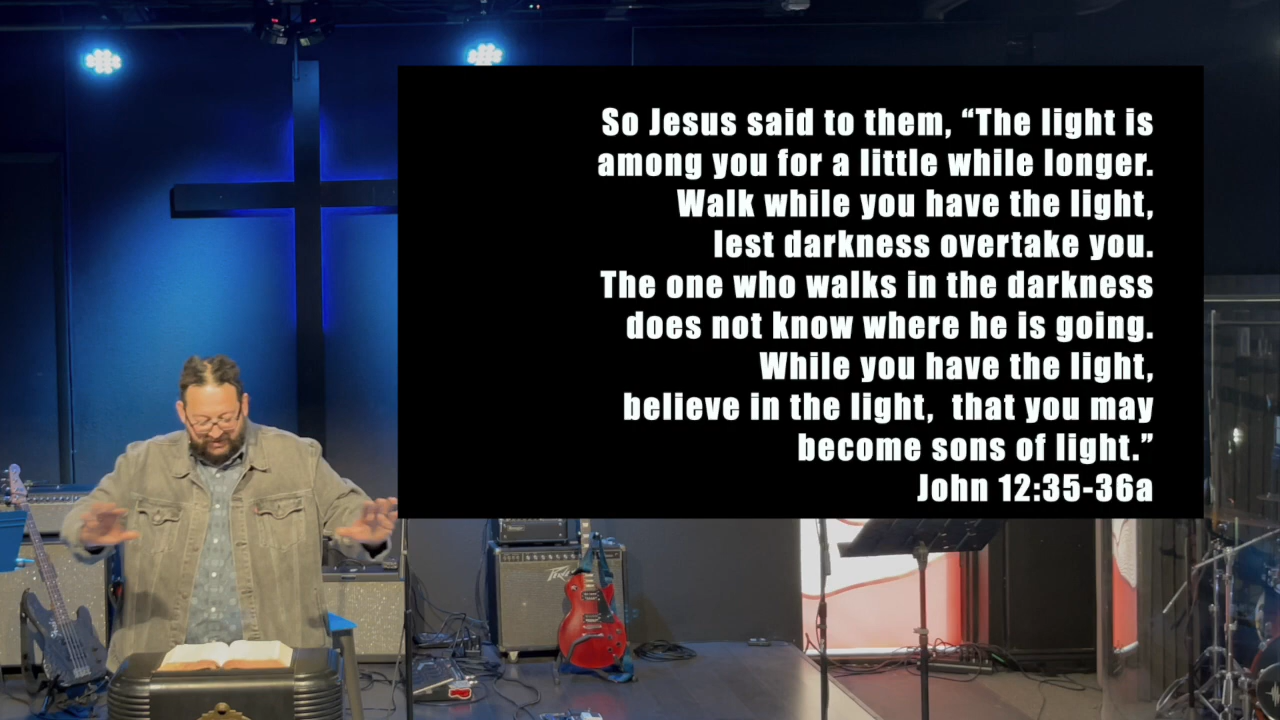 So Jesus said to them, “The light is
among you for a little while longer.
Walk while you have the light,
lest darkness overtake you.
The one who walks in the darkness
does not know where he is going.
While you have the light,
believe in the light,  that you may
become sons of light.”
John 12:35-36a
Peavey